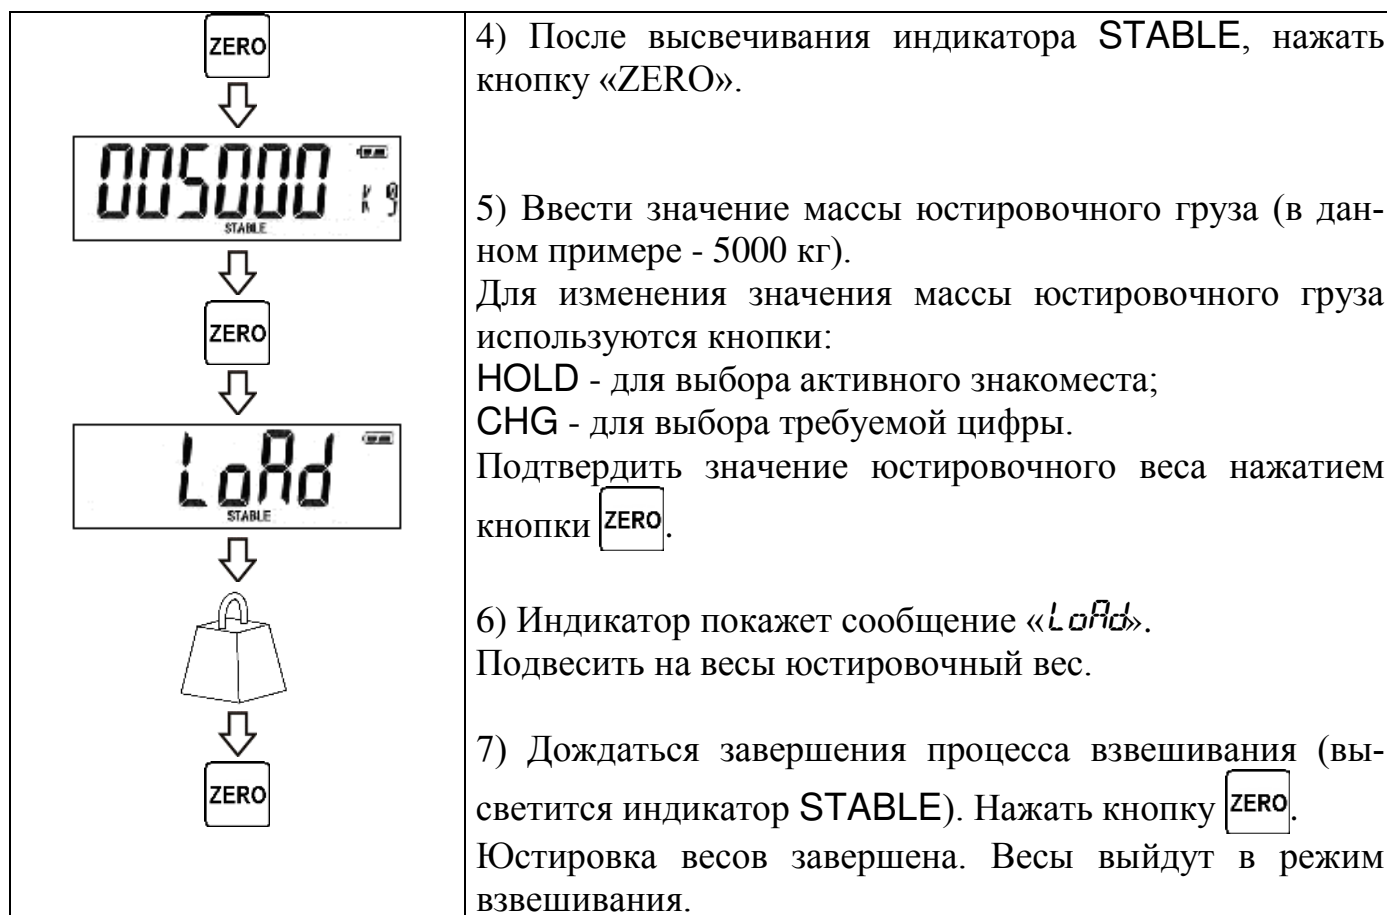 ZERO
005000 kg
STABLE
ZERO
LoAd
STABLE
ZERO
4) После высвечивания индикатора STABLE, нажать
кнопку «ZERO».
5) Ввести значение массы юстировочного груза (в дан-
ном примере - 5000 кг).
Для изменения значения массы юстировочного груза
используются кнопки:
HOLD - для выбора активного знакоместа;
CHG - для выбора требуемой цифры.
Подтвердить значение юстировочного веса нажатием
кнопки ZERO.
6) Индикатор покажет сообщение «LoAd».
Подвесить на весы юстировочный вес.
7) Дождаться завершения процесса взвешивания (вы-
светится индикатор STABLE). Нажать кнопку ZERO.
Юстировка весов завершена. Весы выйдут в режим
взвешивания.